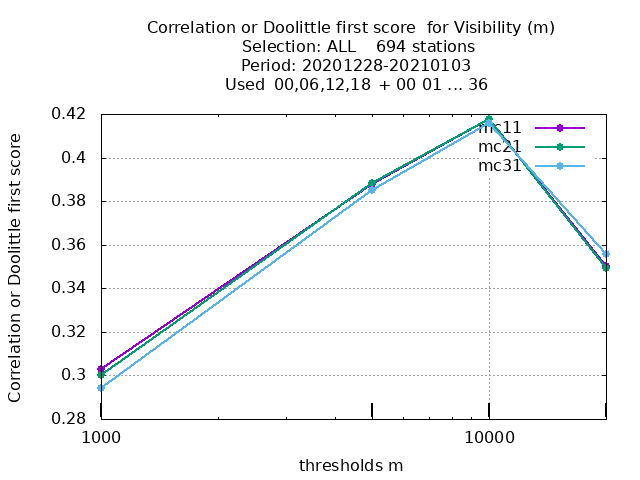 Correlation or Doolittle first score  for Visibility (m)
Selection: ALL    694 stations
Period: 20201228-20210103
Used  00,06,12,18  + 00 01 ... 36
Correlation or Doolittle first score
0.42
0.4
0.38
0.36
0.34
0.32
0.3
0.28
mc11
mc21
mc31
1000
10000
thresholds m